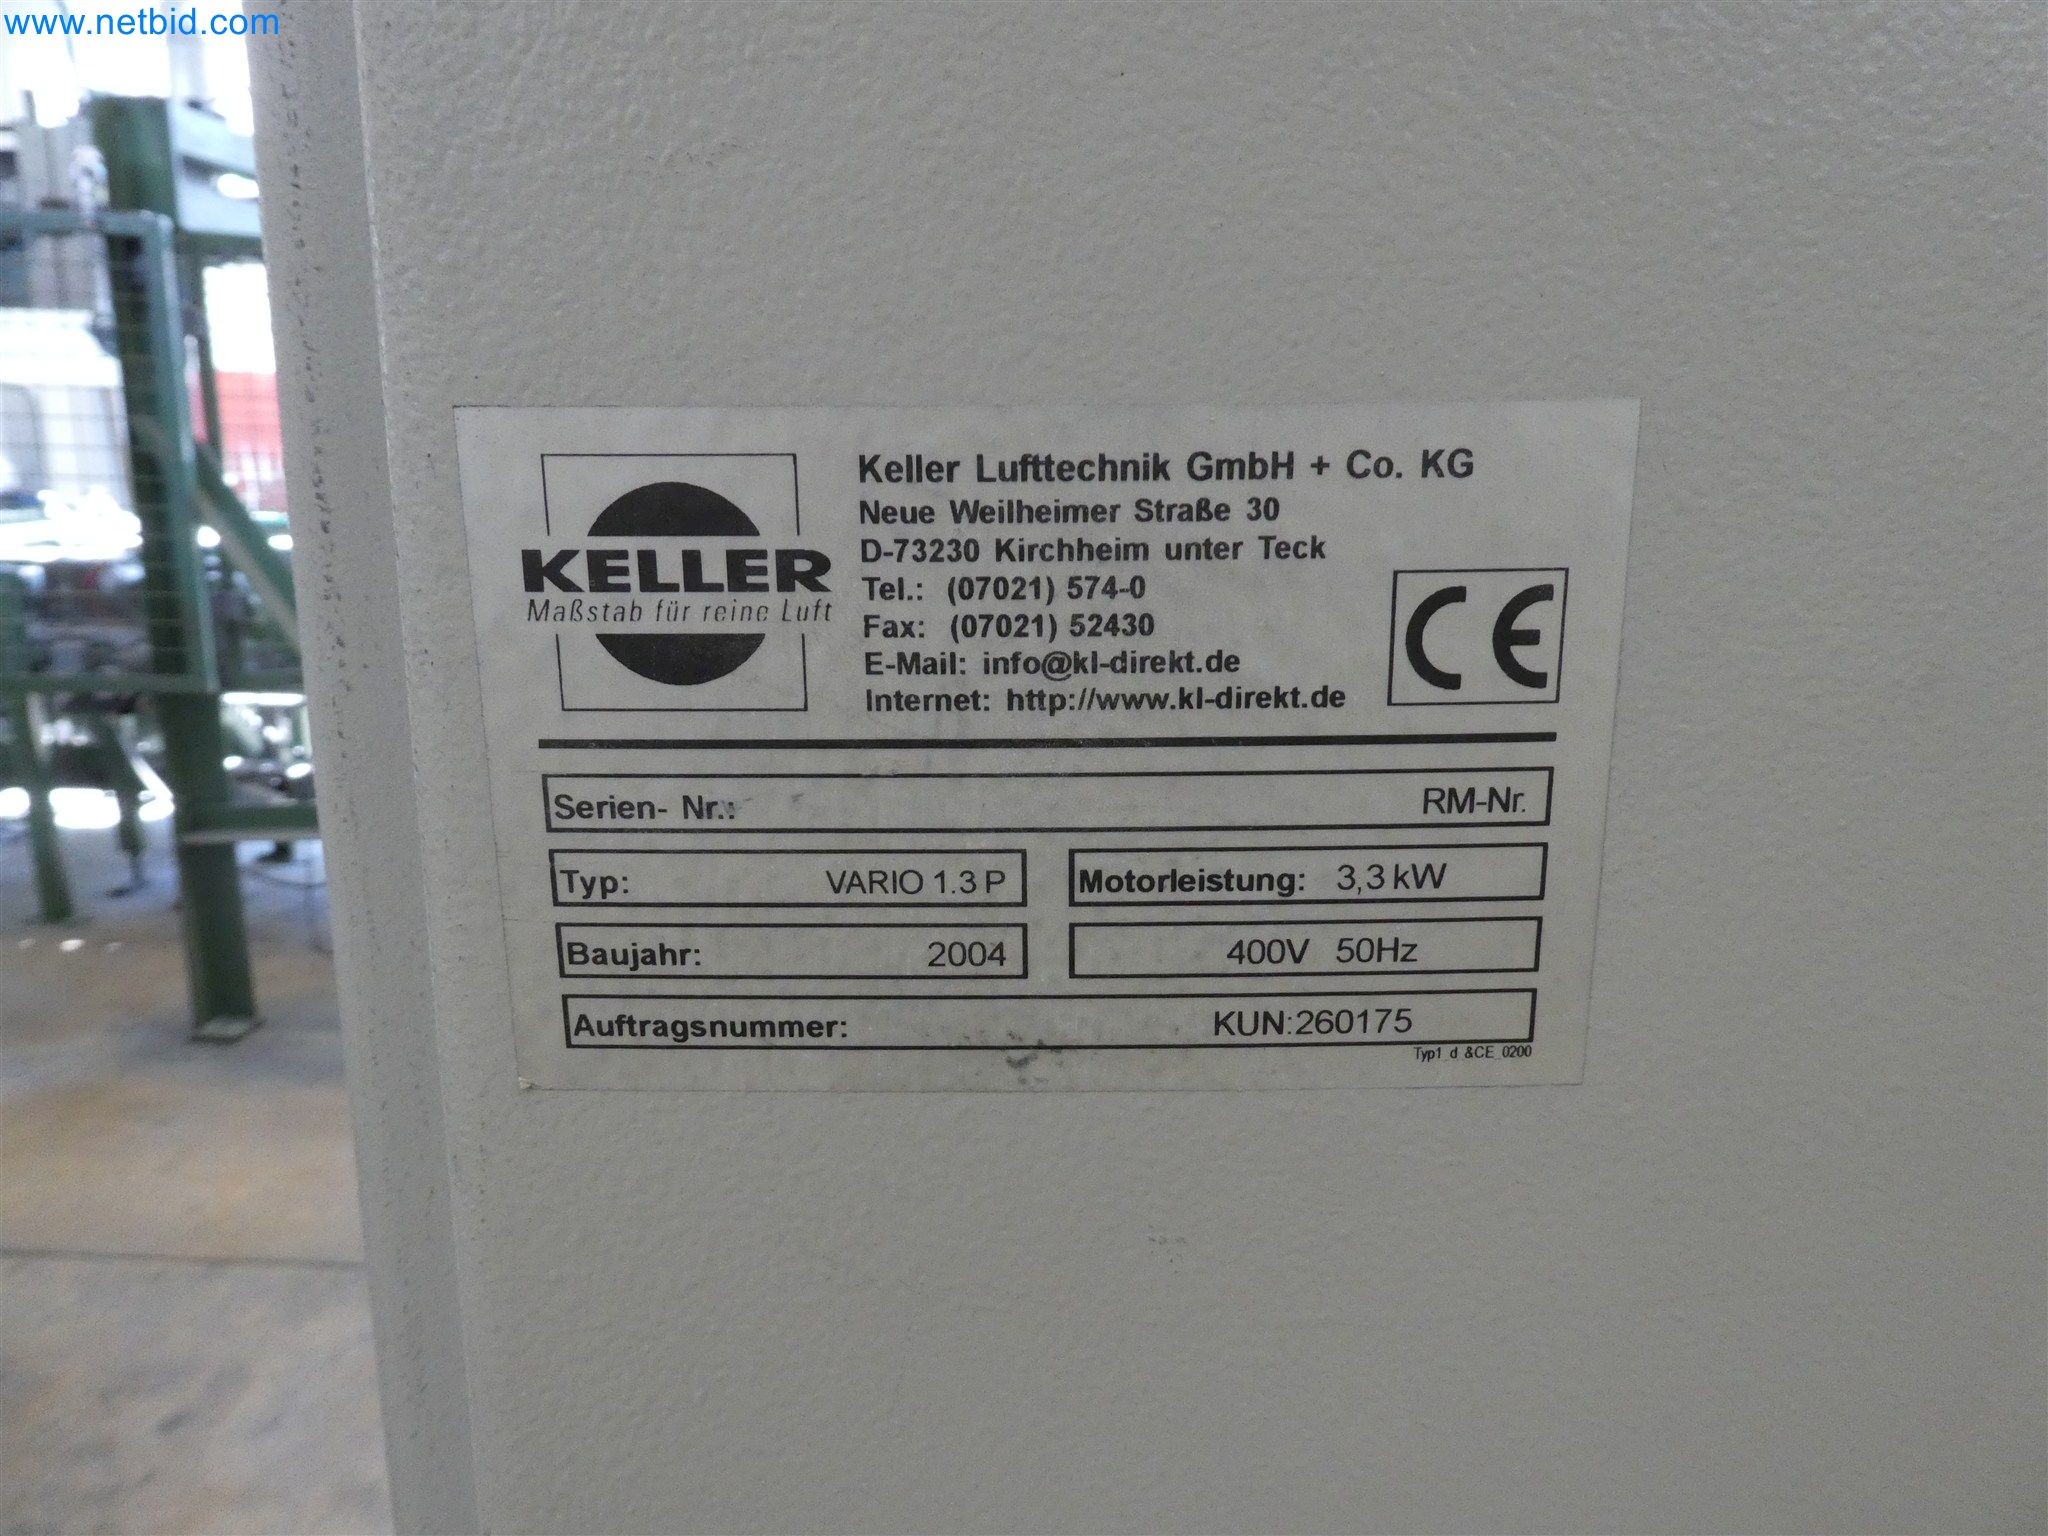 www.netbid.com
KELLER
Maßstab für reine Luft
Keller Lufttechnik GmbH + Co. KG
Neue Weilheimer Straße 30
D-73230 Kirchheim unter Teck
Tel.: (07021) 574-0
Fax: (07021) 52430
E-Mail: info@kl-direkt.de
Internet: http://www.kl-direkt.de
CE
Serien- Nr.: RM-Nr.
Typ: VARIO 1.3 P
Motorleistung: 3,3 kW
Baujahr: 2004
400V 50Hz
Auftragsnummer: KUN:260175
Typ1_d_&CE_0200